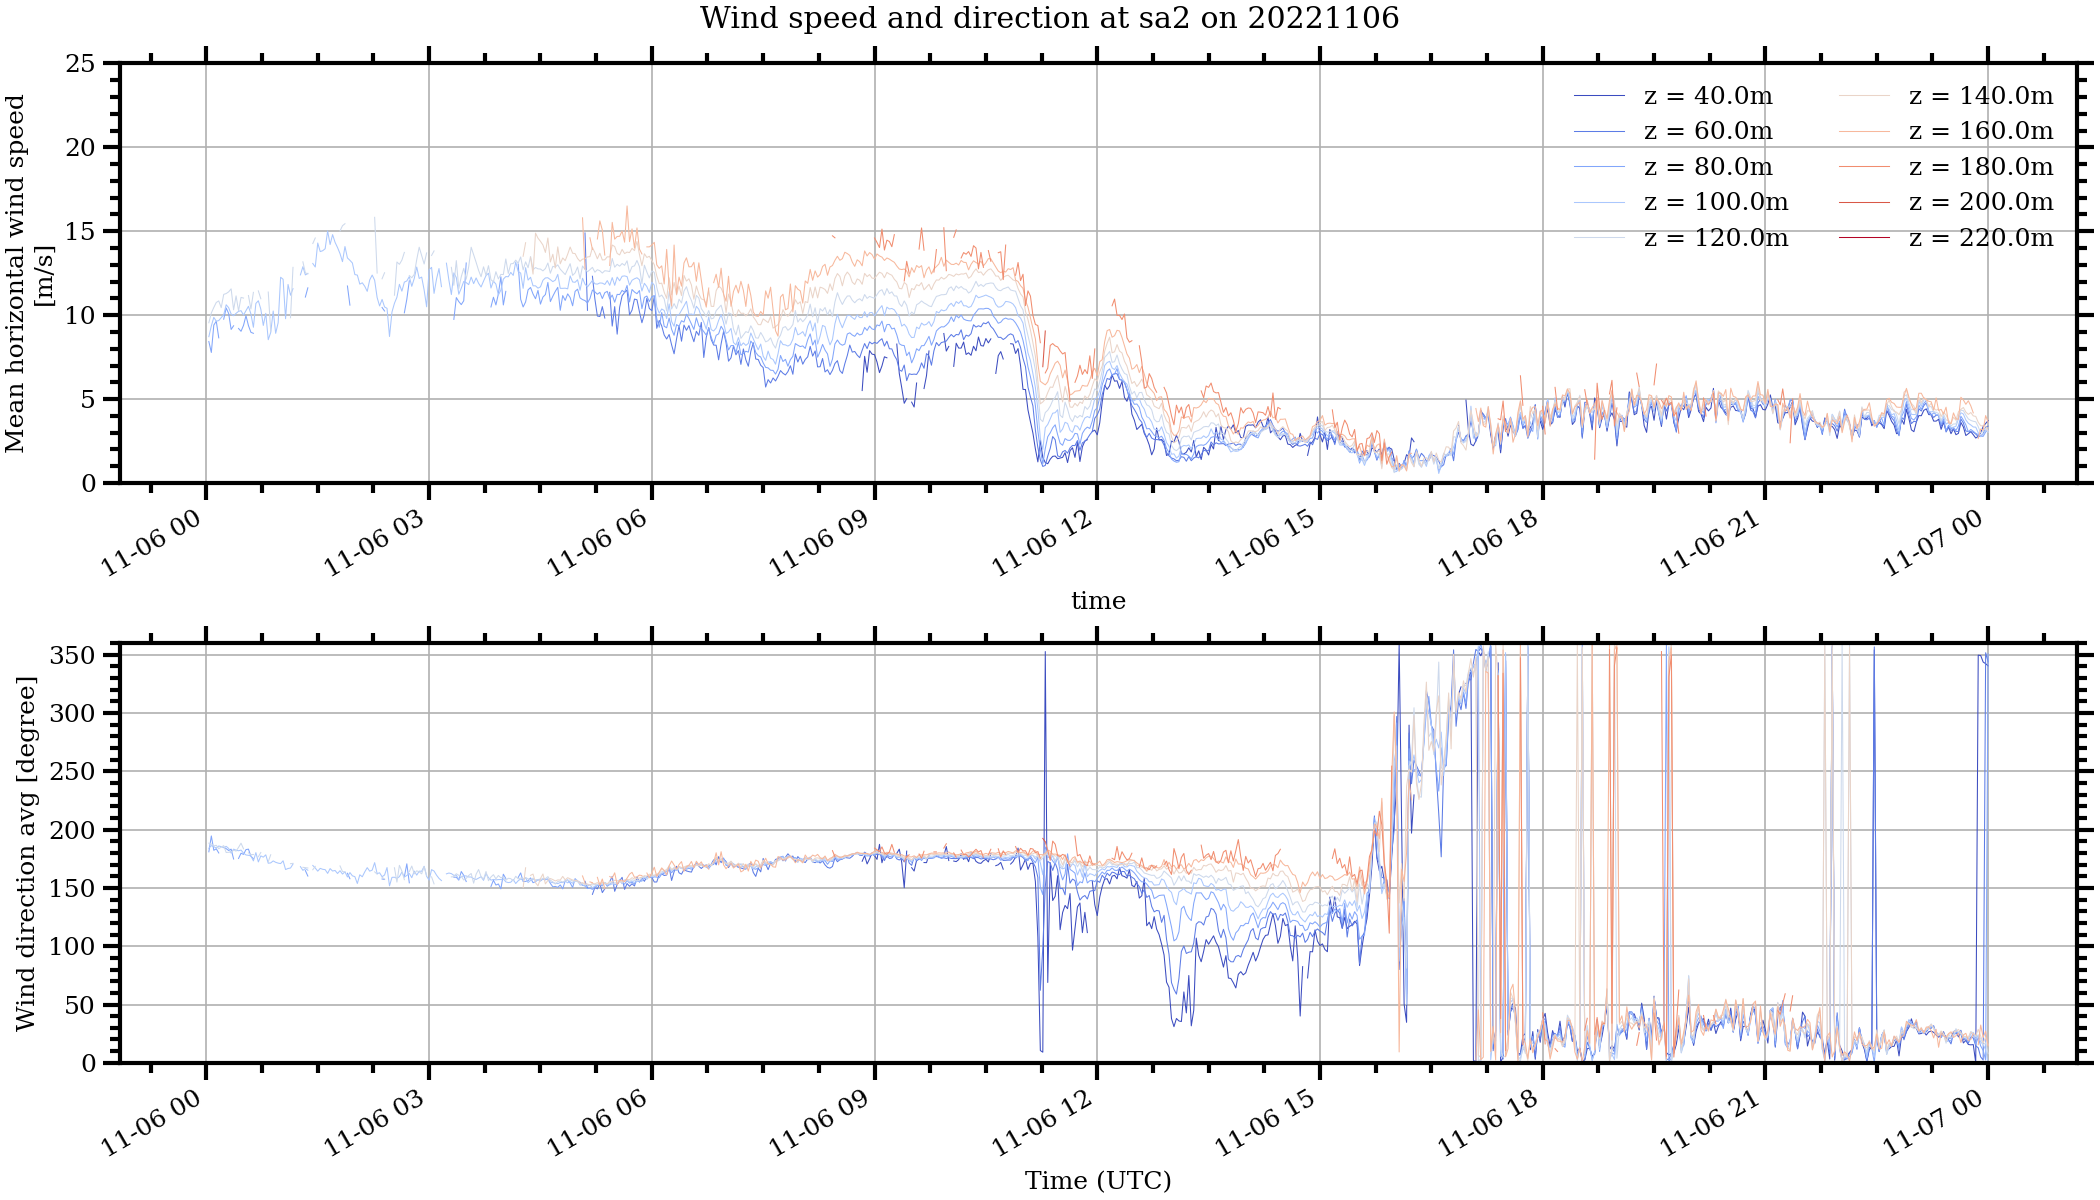 Wind speed and direction at sa2 on 20221106
Mean horizontal wind speed
[m/s]
25
20
15
10
5
0
z = 40.0m
z = 60.0m
z = 80.0m
z = 100.0m
z = 120.0m
z = 140.0m
z = 160.0m
z = 180.0m
z = 200.0m
z = 220.0m
11-06 00
11-06 03
11-06 06
11-06 09
11-06 12
11-06 15
11-06 18
11-06 21
11-07 00
time
Wind direction avg [degree]
350
300
250
200
150
100
50
0
11-06 00
11-06 03
11-06 06
11-06 09
11-06 12
11-06 15
11-06 18
11-06 21
11-07 00
Time (UTC)